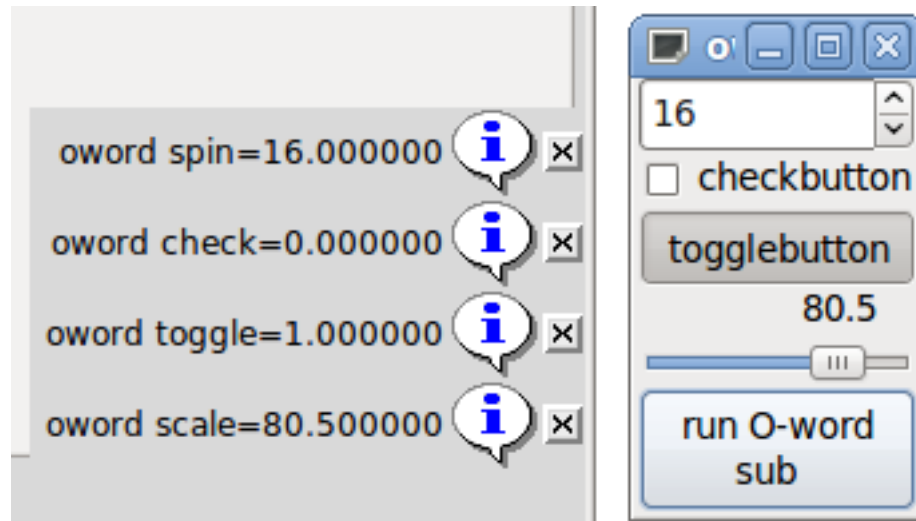 oword spin=16.000000
oword check=0.000000
oword toggle=1.000000
oword scale=80.500000
16
checkbutton
togglebutton
80.5
run O-word
sub